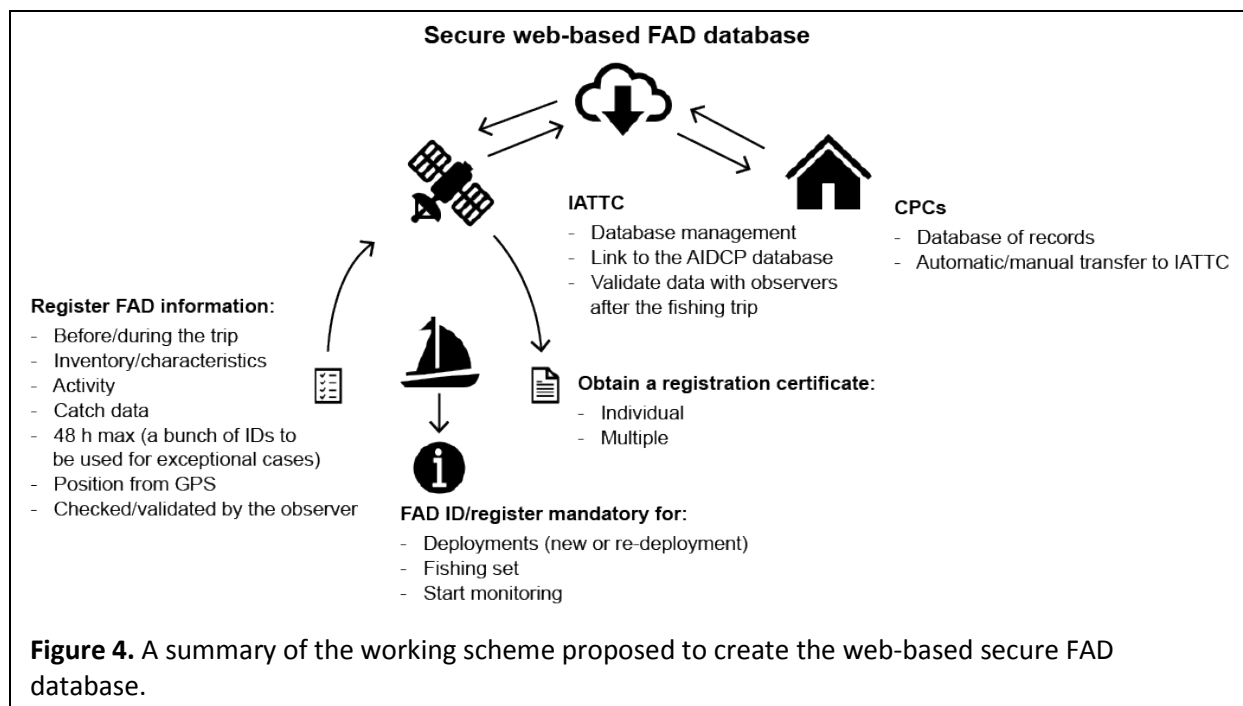 Secure web-based FAD database
IATTC
- Database management
- Link to the AIDCP database
- Validate data with observers
after the fishing trip
CPCs
- Database of records
- Automatic/manual transfer to IATTC
Register FAD information:
- Before/during the trip
- Inventory/characteristics
- Activity
- Catch data
- 48 h max (a bunch of IDs to
be used for exceptional cases)
- Position from GPS
- Checked/validated by the observer
Obtain a registration certificate:
- Individual
- Multiple
FAD ID/register mandatory for:
- Deployments (new or re-deployment)
- Fishing set
- Start monitoring
Figure 4. A summary of the working scheme proposed to create the web-based secure FAD
database.